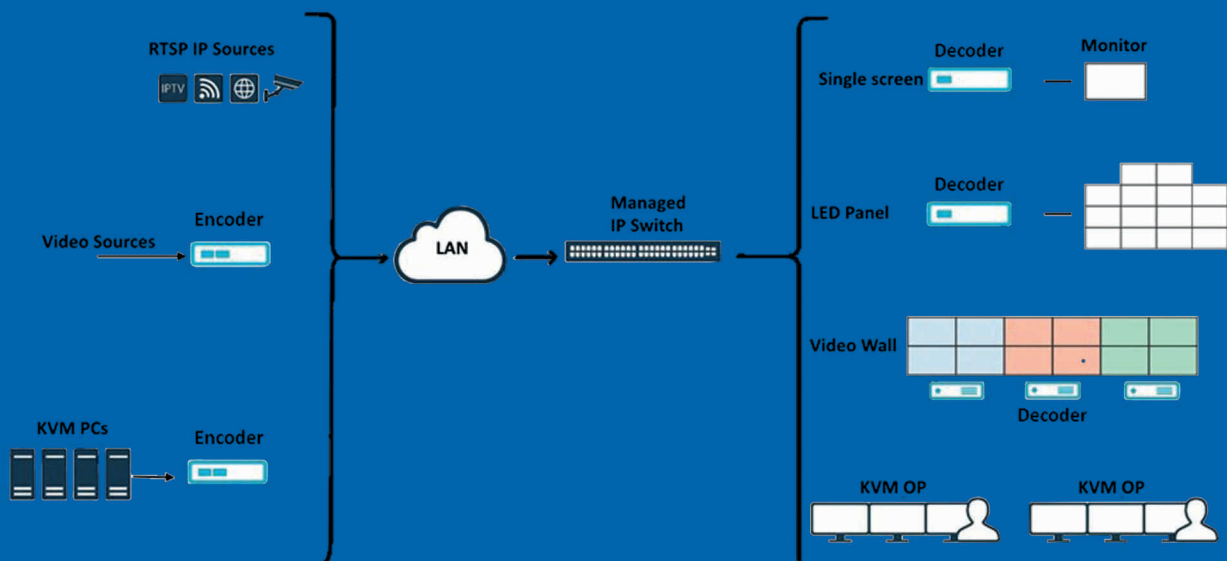 RTSP IP Sources
IPTV
Video Sources
Encoder
KVM PCs
Encoder
LAN
Managed
IP Switch
Decoder
Monitor
Single screen
Decoder
LED Panel
Video Wall
Decoder
KVM OP
KVM OP